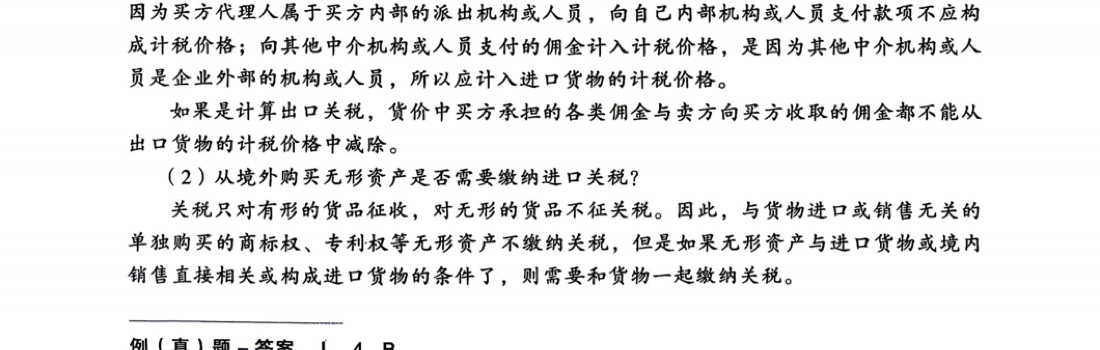 因为买方代理人属于买方内部的派出机构或人员，向自己内部机构或人员支付款项不应构
成计税价格；向其他中介机构或人员支付的佣金计入计税价格，是因为其他中介机构或人
员是企业外部的机构或人员，所以应计入进口货物的计税价格。
如果是计算出口关税，货价中买方承担的各类佣金与卖方向买方收取的佣金都不能从
出口货物的计税价格中减除。
（2）从境外购买无形资产是否需要缴纳进口关税？
关税只对有形的货品征收，对无形的货品不征关税。因此，与货物进口或销售无关的
单独购买的商标权、专利权等无形资产不缴纳关税，但是如果无形资产与进口货物或境内
销售直接相关或构成进口货物的条件了，则需要和货物一起缴纳关税。
例（真）题－答案